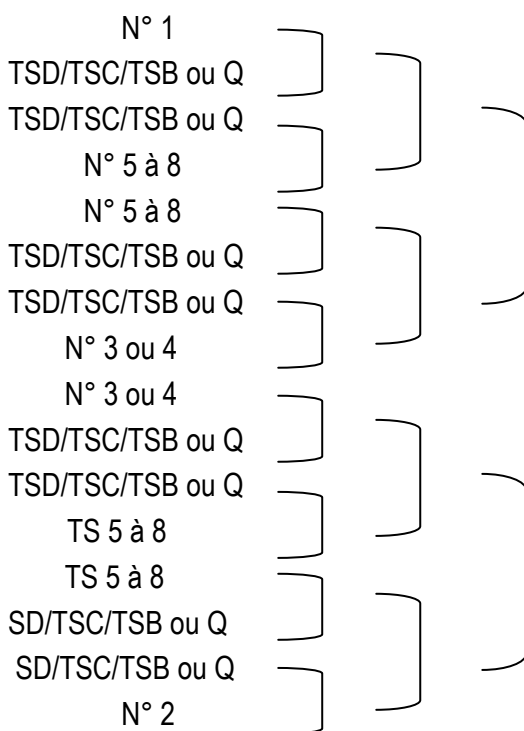 N° 1
TSD/TSC/TSB ou Q
TSD/TSC/TSB ou Q
N° 5 à 8
N° 5 à 8
TSD/TSC/TSB ou Q
TSD/TSC/TSB ou Q
N° 3 ou 4
N° 3 ou 4
TSD/TSC/TSB ou Q
TSD/TSC/TSB ou Q
TS 5 à 8
TS 5 à 8
SD/TSC/TSB ou Q
SD/TSC/TSB ou Q
N° 2